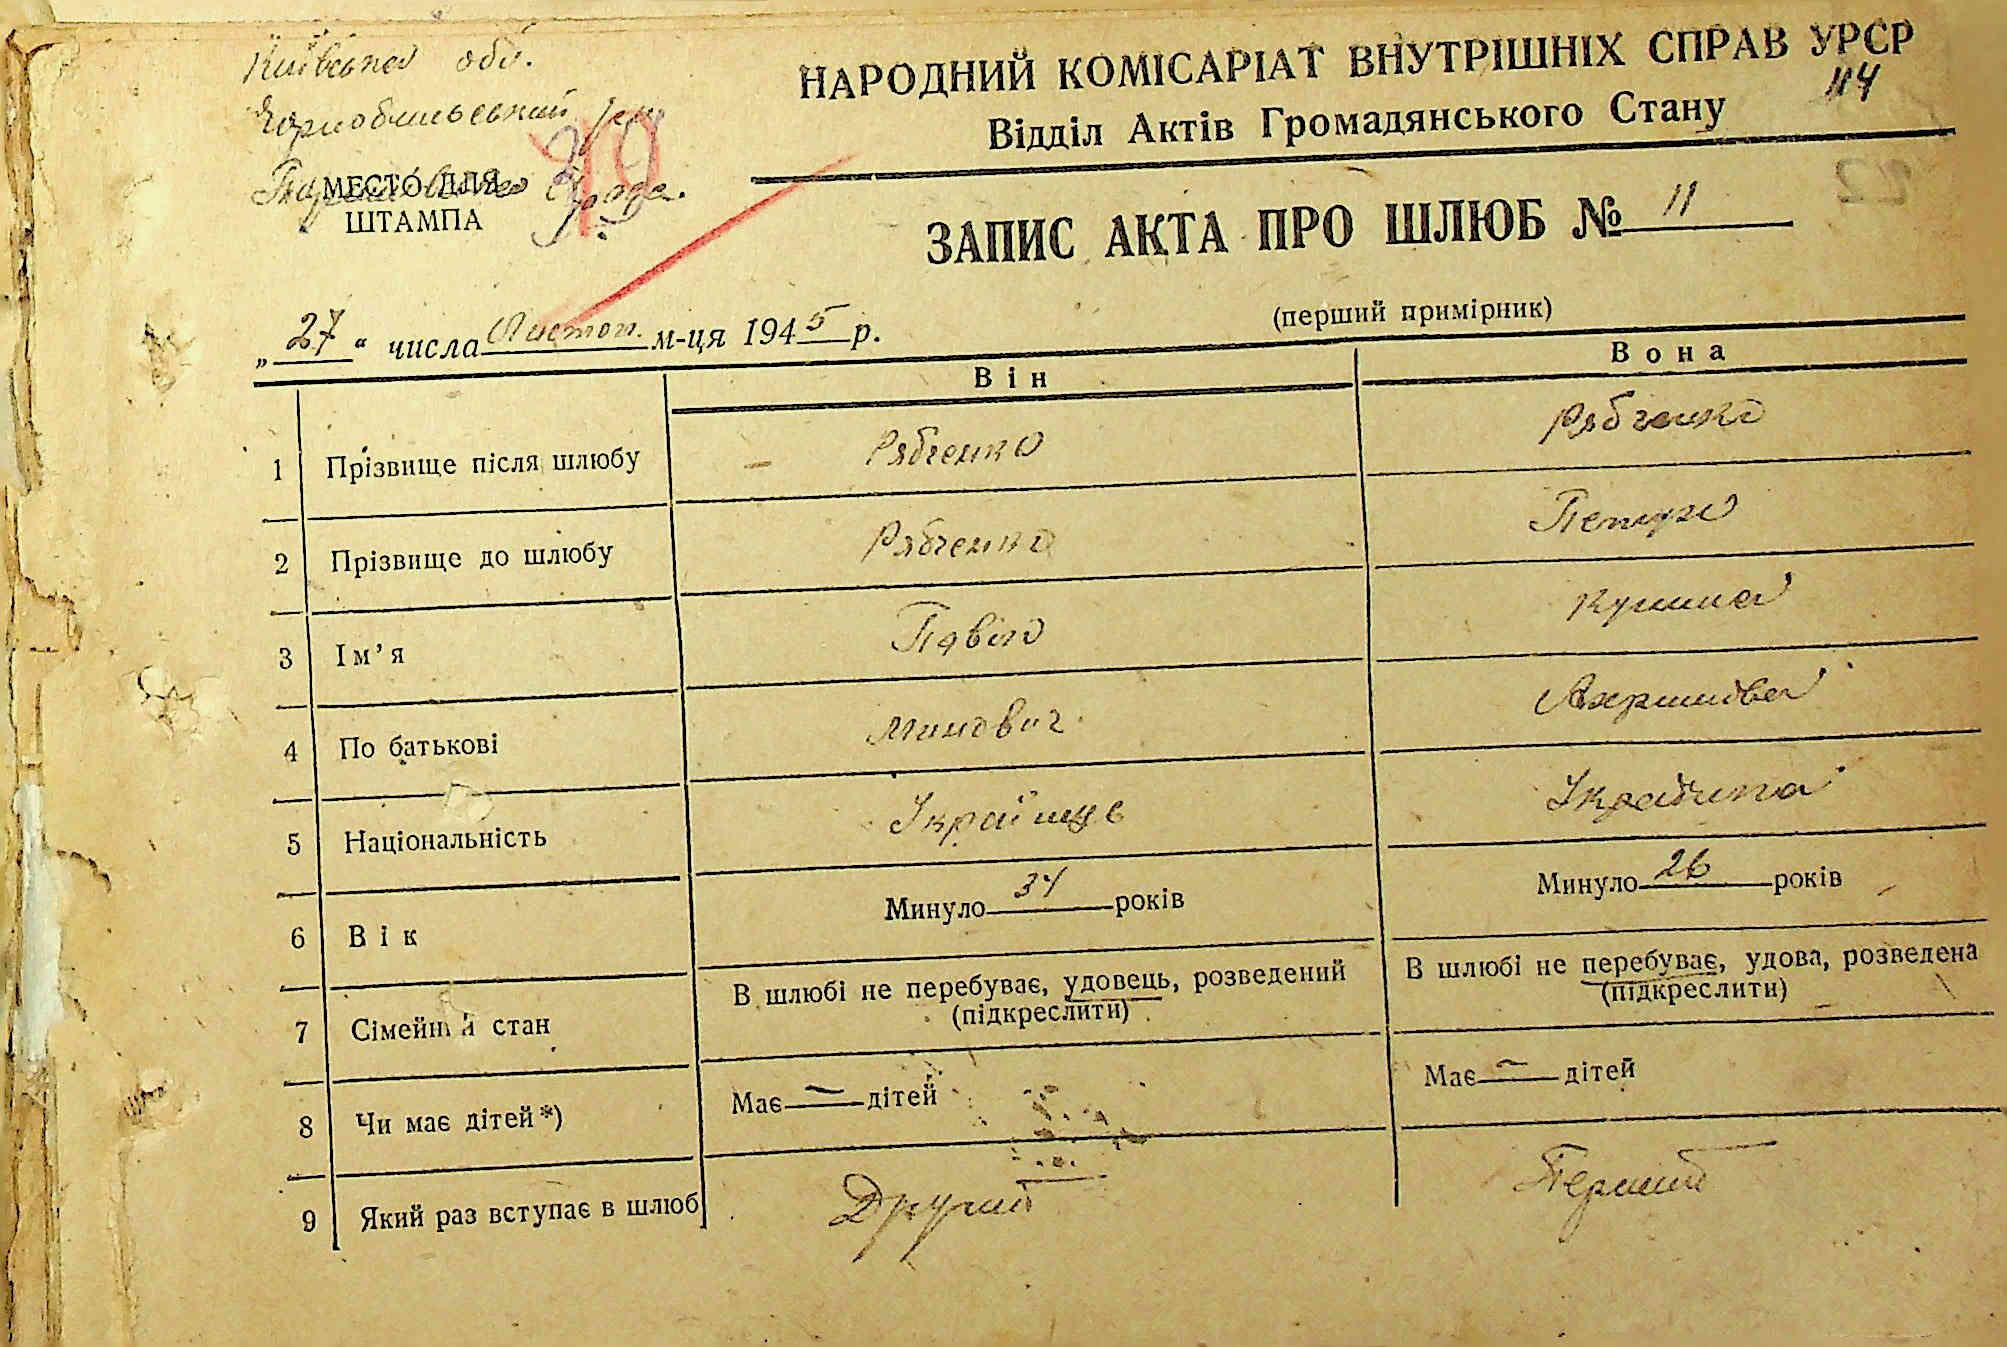 Київська обл.
Чорнобильський р-н
МЕСТО ДЛЯ
ШТАМПА
НАРОДНИЙ КОМІСАРІАТ ВНУТРІШНІХ СПРАВ УРСР
114
Відділ Актів Громадянського Стану
22
ЗАПИС АКТА ПРО ШЛЮБ № 11
(перший примірник)
„ 27 “ числа Листоп. м-ця 1945 р.
Він Вона
1 Прізвище після шлюбу Рябченко Рябченко
2 Прізвище до шлюбу Рябченко
3 Ім’я Павло
4 По батькові Минович
5 Національність Українець Українка
6 Вік Минуло 34 років Минуло 26 років
7 Сімейний стан В шлюбі не перебуває, удовець, розведений В шлюбі не перебуває, удова, розведена
(підкреслити) (підкреслити)
8 Чи має дітей*) Має — дітей Має — дітей
9 Який раз вступає в шлюб Другий Перший